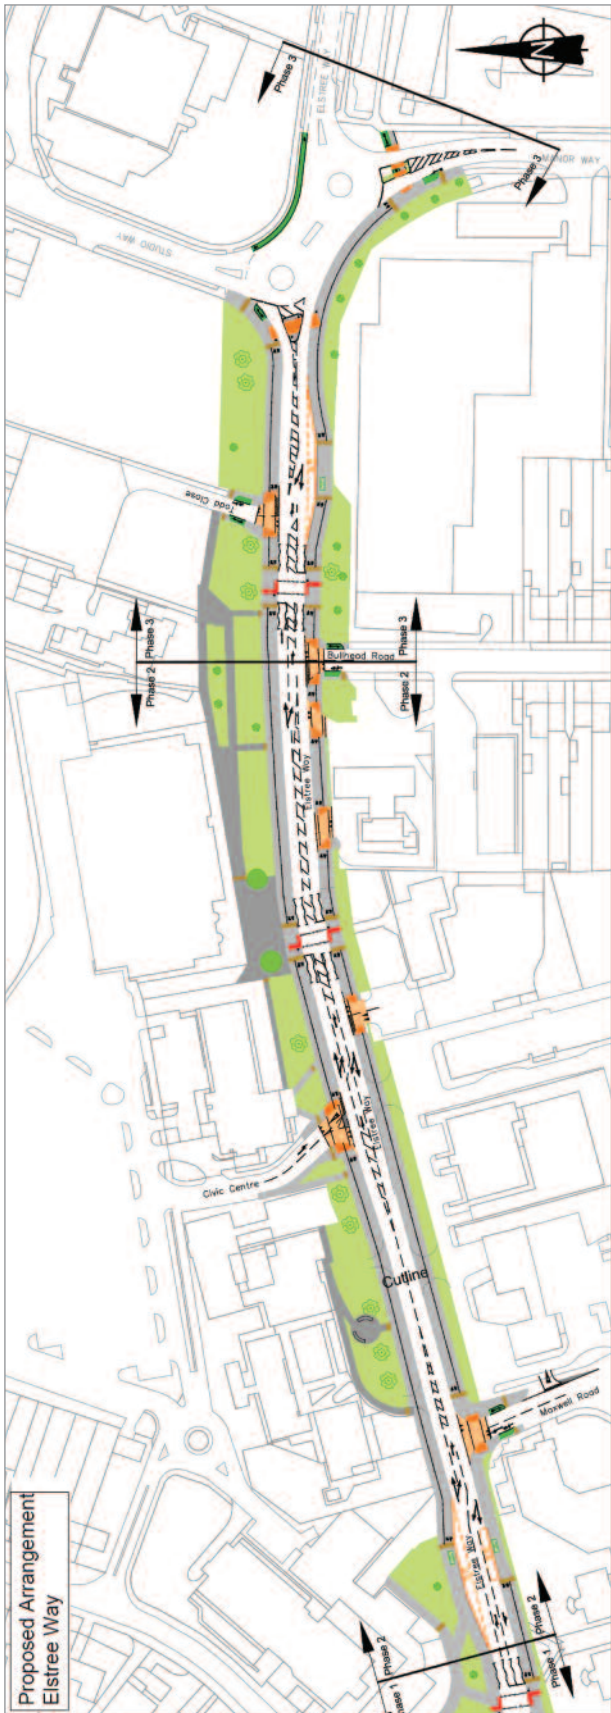 Proposed Arrangement
Elstree Way
Phase 3
ELSTREE WAY
N
STUDIO WAY
MANOR WAY
Phase 3
Todd Close
Phase 2
Phase 3
Bullhead Road
Phase 2
Phase 3
Elstree Way
Civic Centre
Elstree Way
Cutline
Maxwell Road
Elstree Way
Phase 1
Phase 2
Phase 1
Phase 2